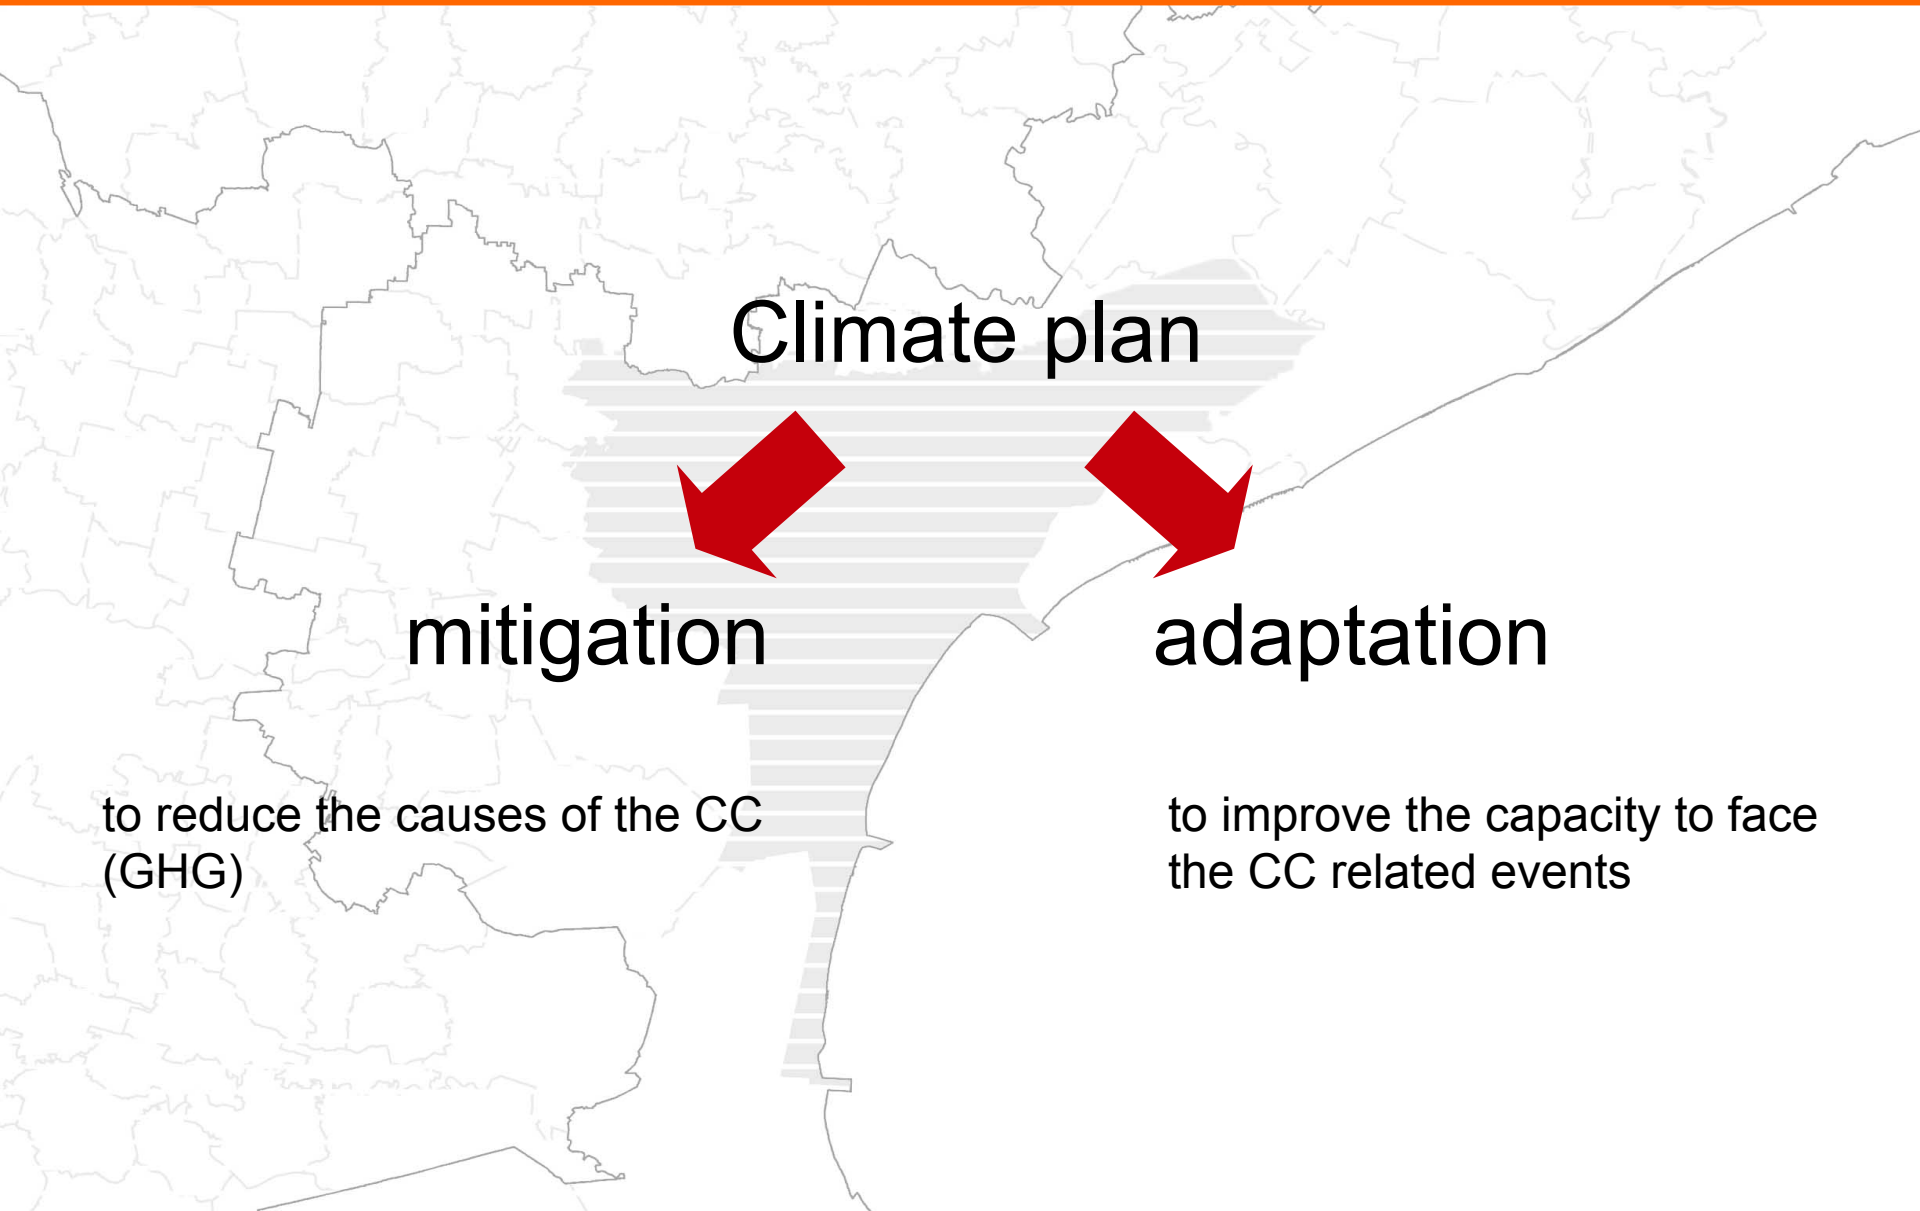 Climate plan
mitigation
adaptation
to reduce the causes of the CC
(GHG)
to improve the capacity to face
the CC related events